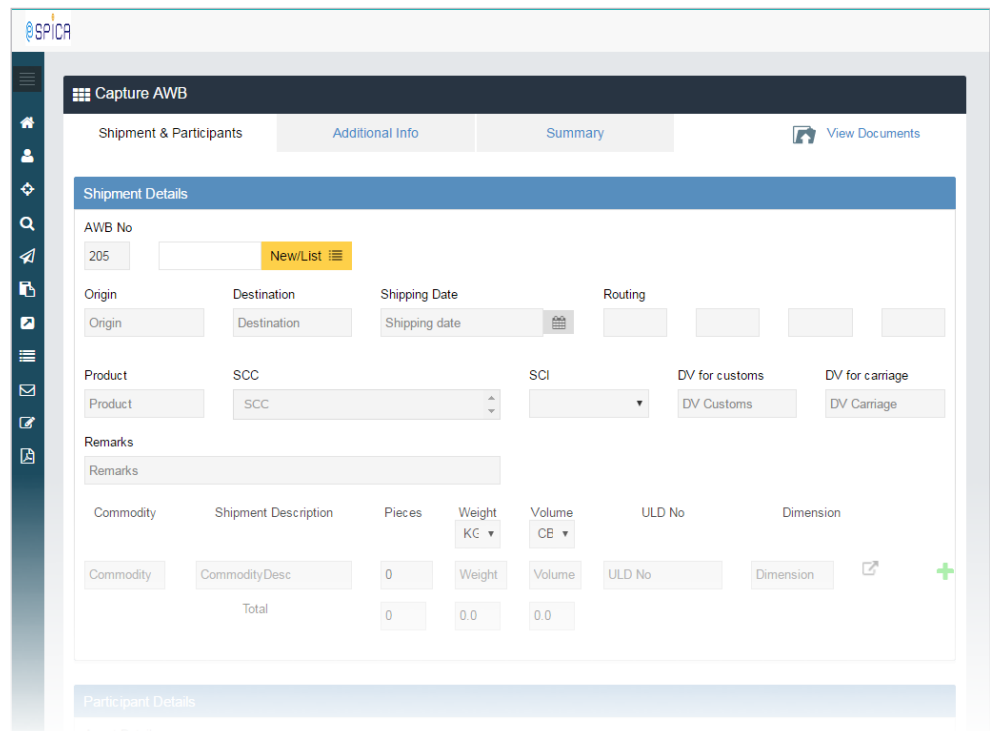 eSPiCA
Capture AWB
Shipment & Participants Additional Info Summary View Documents
Shipment Details
AWB No
205 New/List
Origin Destination Shipping Date Routing
Origin Destination Shipping date
Product SCC SCI DV for customs DV for carriage
Product SCC DV Customs DV Carriage
Remarks
Remarks
Commodity Shipment Description Pieces Weight Volume ULD No Dimension
KG CB
Commodity CommodityDesc 0 Weight Volume ULD No Dimension
Total 0 0.0 0.0
Participant Details